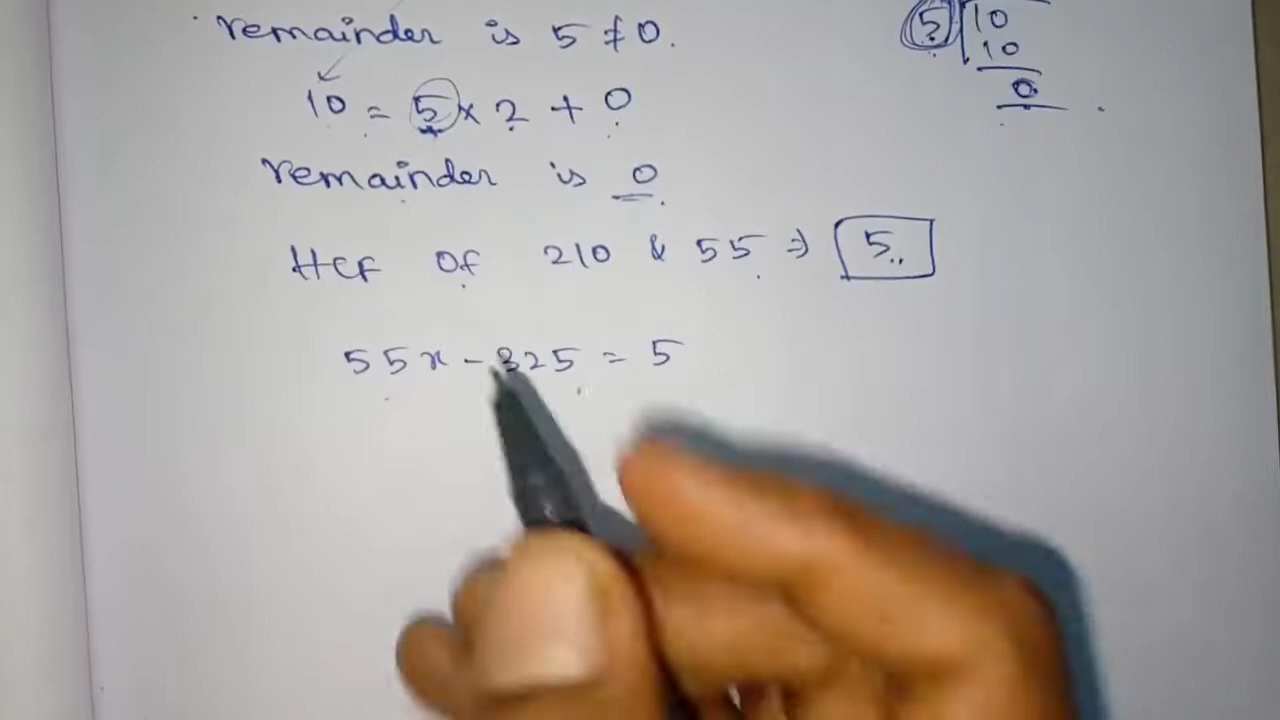 remainder is 5 ≠ 0.
10 = 5 × 2 + 0
remainder is 0.
HCF Of 210 & 55 ⇒ 5
55x - 325 = 5
5 10
10
0